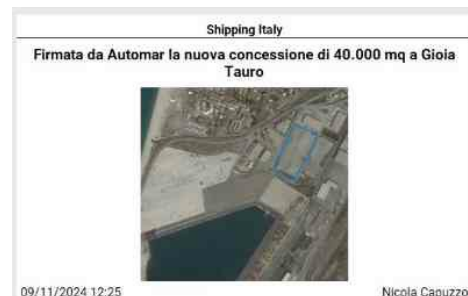 Shipping Italy
Firmata da Automar la nuova concessione di 40.000 mq a Gioia
Tauro
09/11/2024 12:25
Nicola Capuzzo